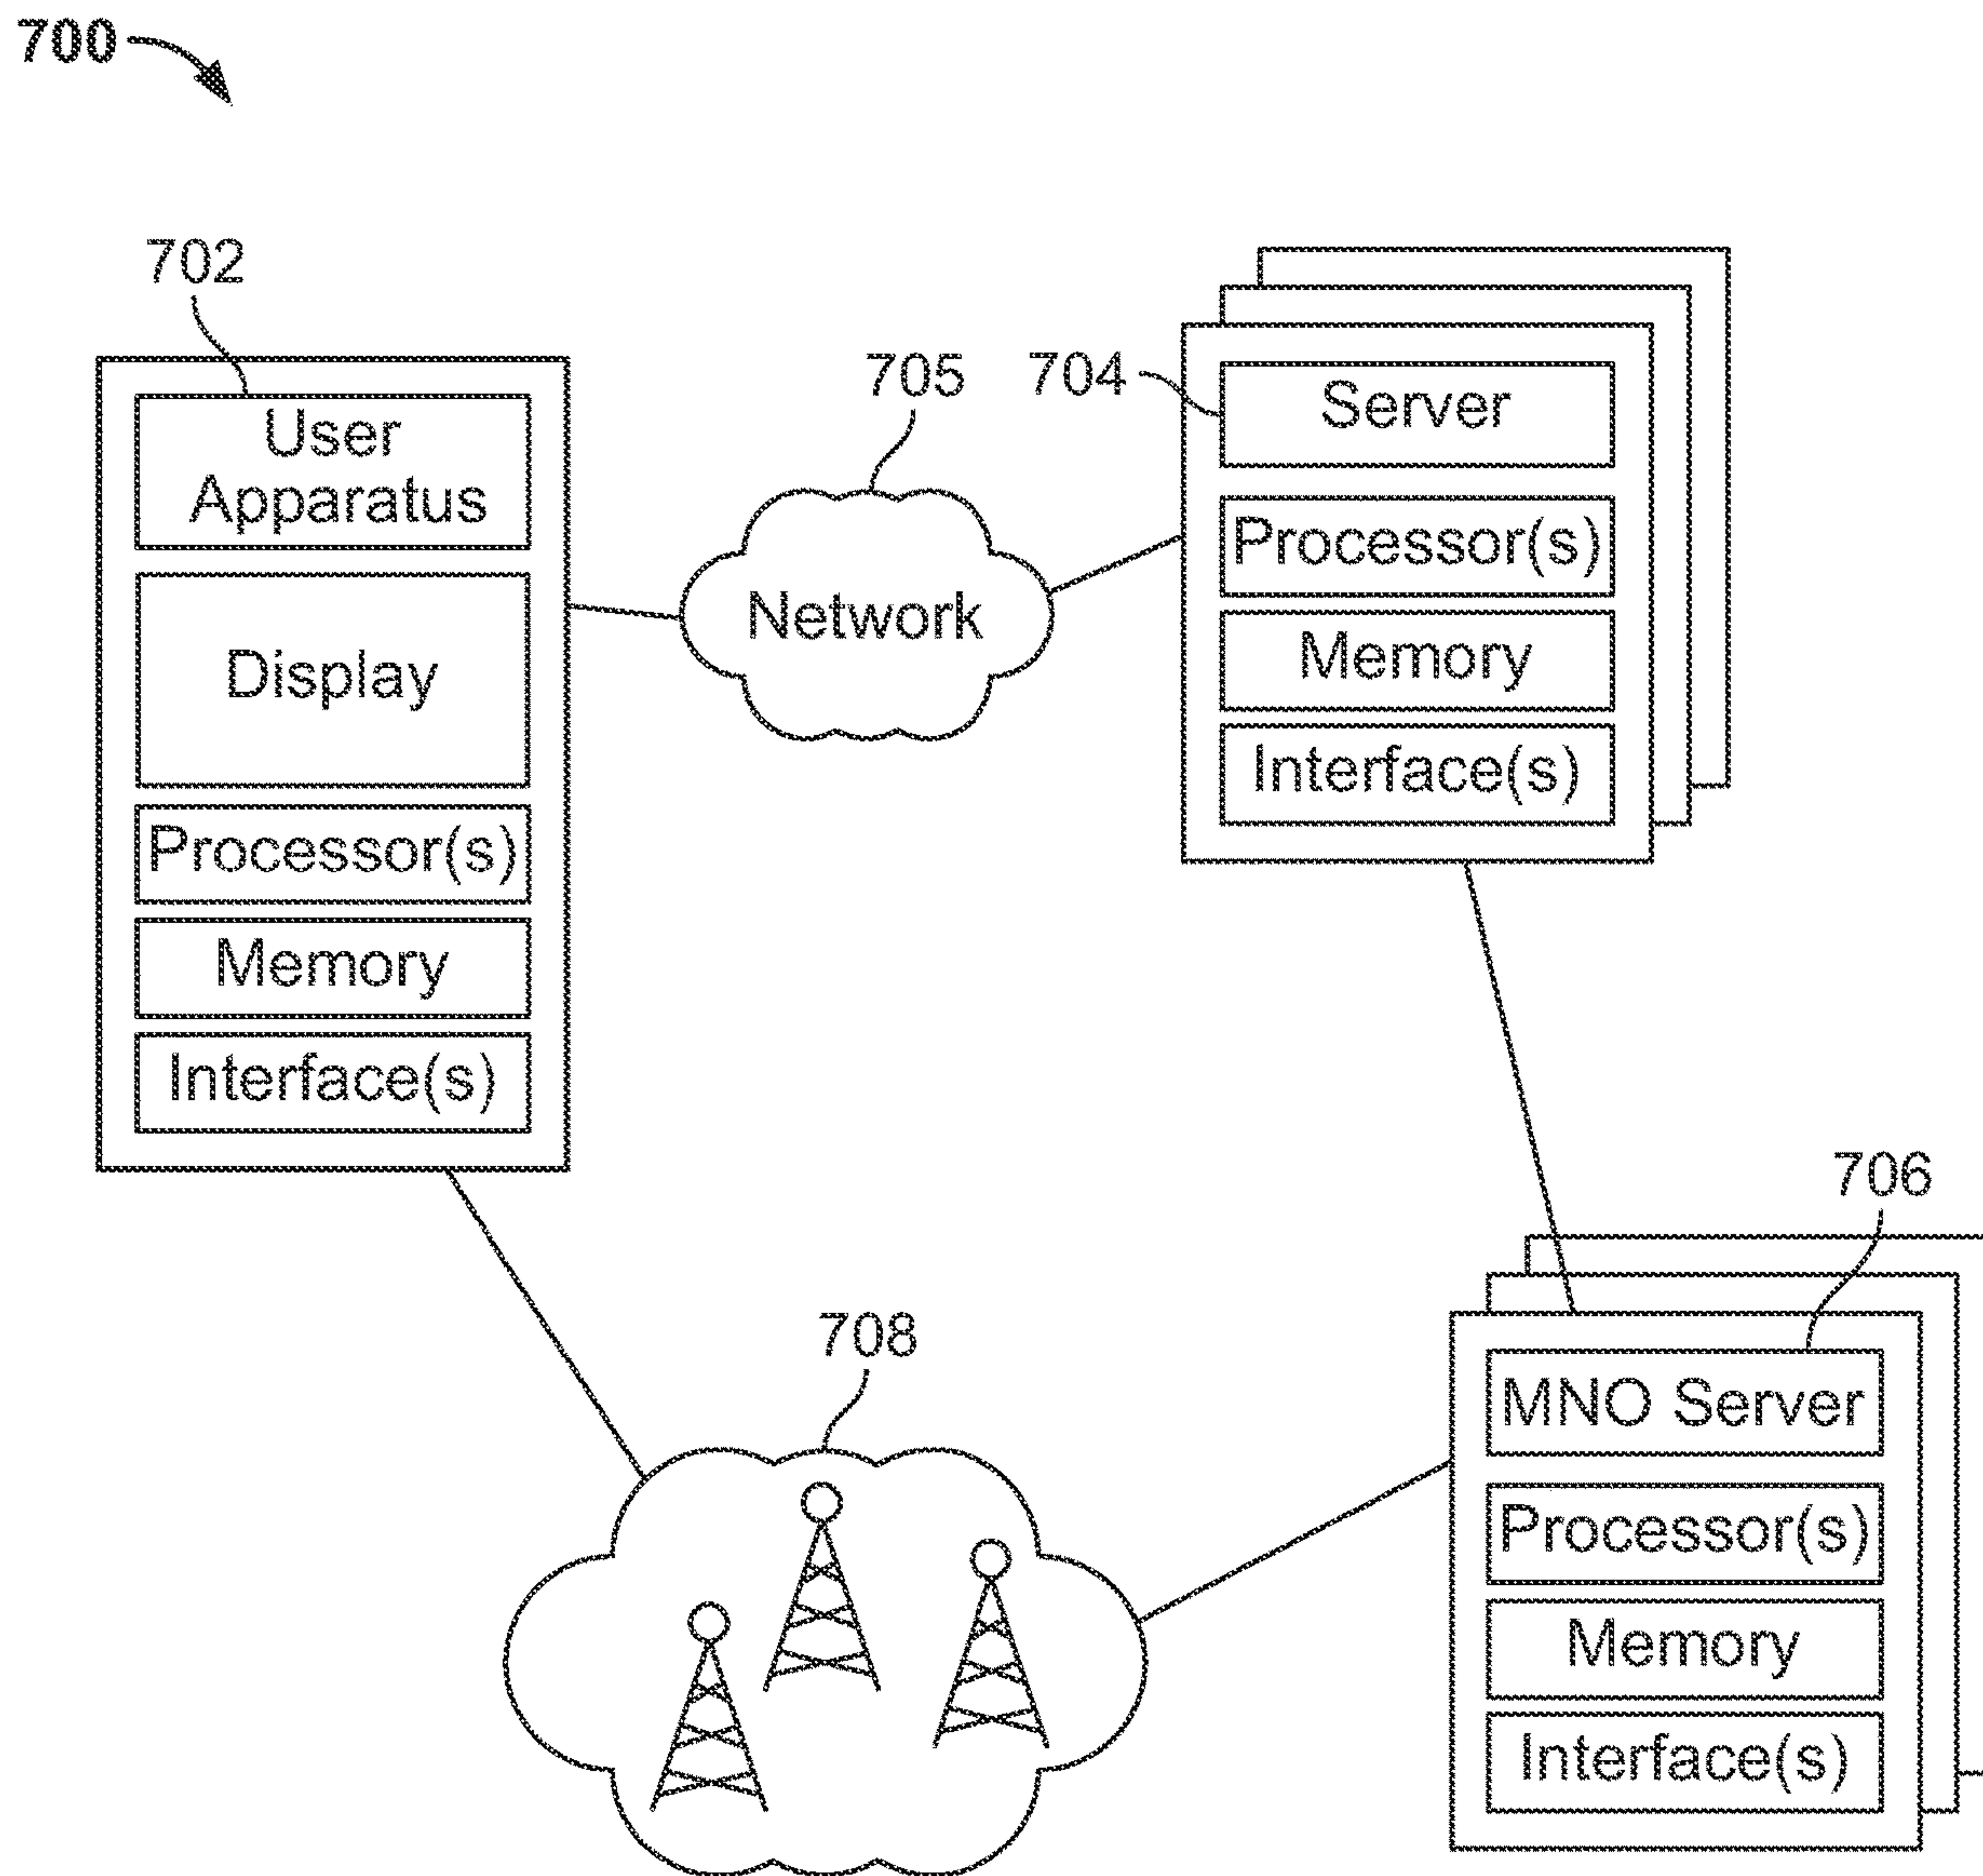 700
702
User
Apparatus
Display
Processor(s)
Memory
Interface(s)
705
Network
704
Server
Processor(s)
Memory
Interface(s)
706
MNO Server
Processor(s)
Memory
Interface(s)
708